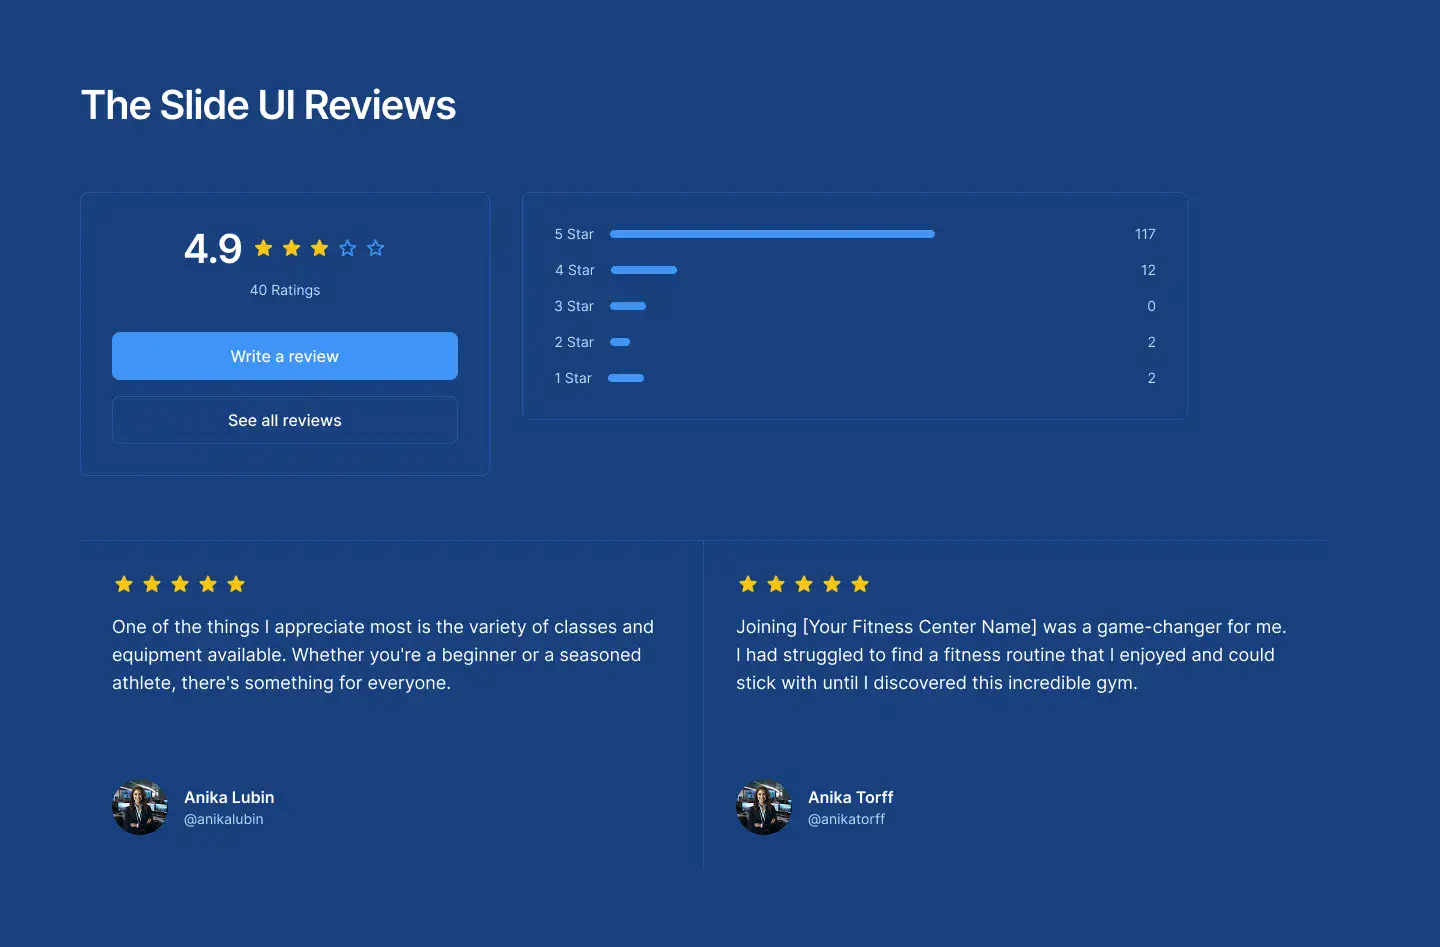 The Slide UI Reviews
4.9
40 Ratings
Write a review
See all reviews
5 Star 117
4 Star 12
3 Star 0
2 Star 2
1 Star 2
One of the things I appreciate most is the variety of classes and
equipment available. Whether you're a beginner or a seasoned
athlete, there's something for everyone.
Anika Lubin
@anikalubin
Joining [Your Fitness Center Name] was a game-changer for me.
I had struggled to find a fitness routine that I enjoyed and could
stick with until I discovered this incredible gym.
Anika Torff
@anikatorff